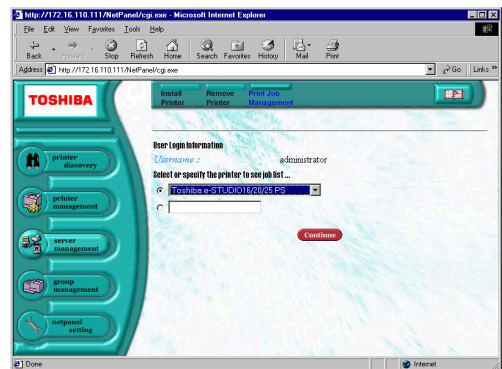 http://172.16.110.111/NetPanel/cgi.exe - Microsoft Internet Explorer
File Edit View Favorites Tools Help
Back Forward Stop Refresh Home Search Favorites History Mail Print
Address http://172.16.110.111/NetPanel/cgi.exe Go Links »
TOSHIBA
Install Printer
Remove Printer
Print Job Management
printer discovery
printer management
server management
group management
netpanel setting
User Login Information
Username : administrator
Select or specify the printer to see job list ...
Toshiba e-STUDIO16/20/25 PS
Continue
Done Internet